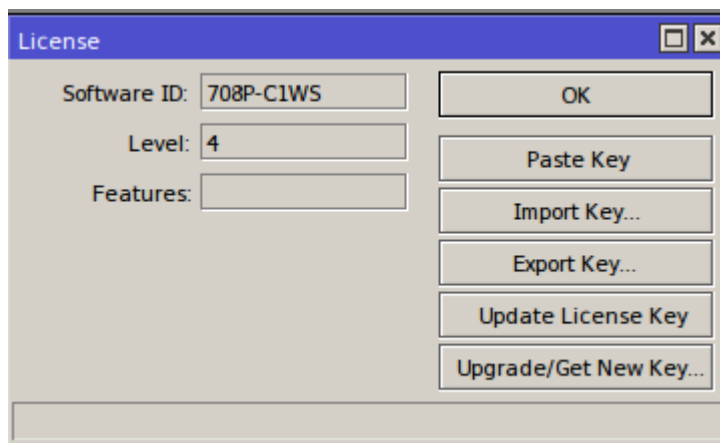 License
Software ID: 708P-C1WS
Level: 4
Features:
OK
Paste Key
Import Key...
Export Key...
Update License Key
Upgrade/Get New Key...